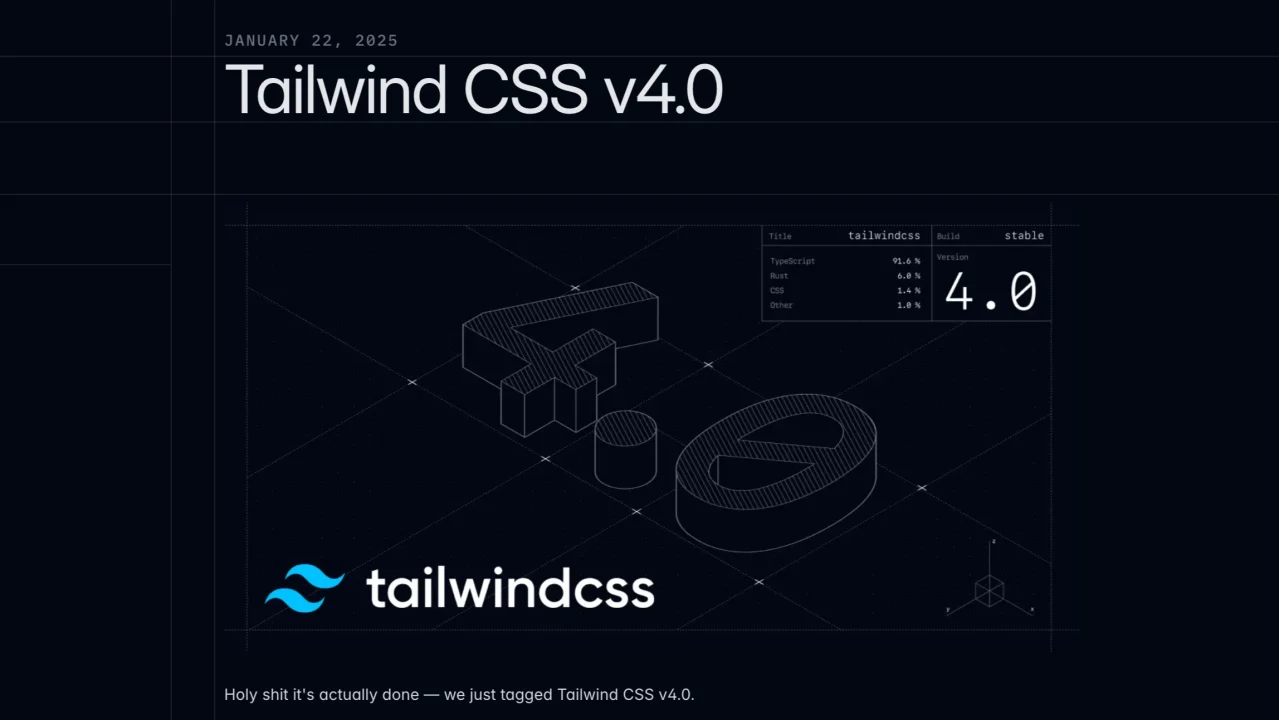 JANUARY 22, 2025
Tailwind CSS v4.0
Title tailwindcss Build stable
TypeScript 91.6 %
Rust 6.0 %
CSS 1.4 %
Other 1.0 %
Version
4.0
4.0
z
y x
tailwindcss
Holy shit it's actually done — we just tagged Tailwind CSS v4.0.